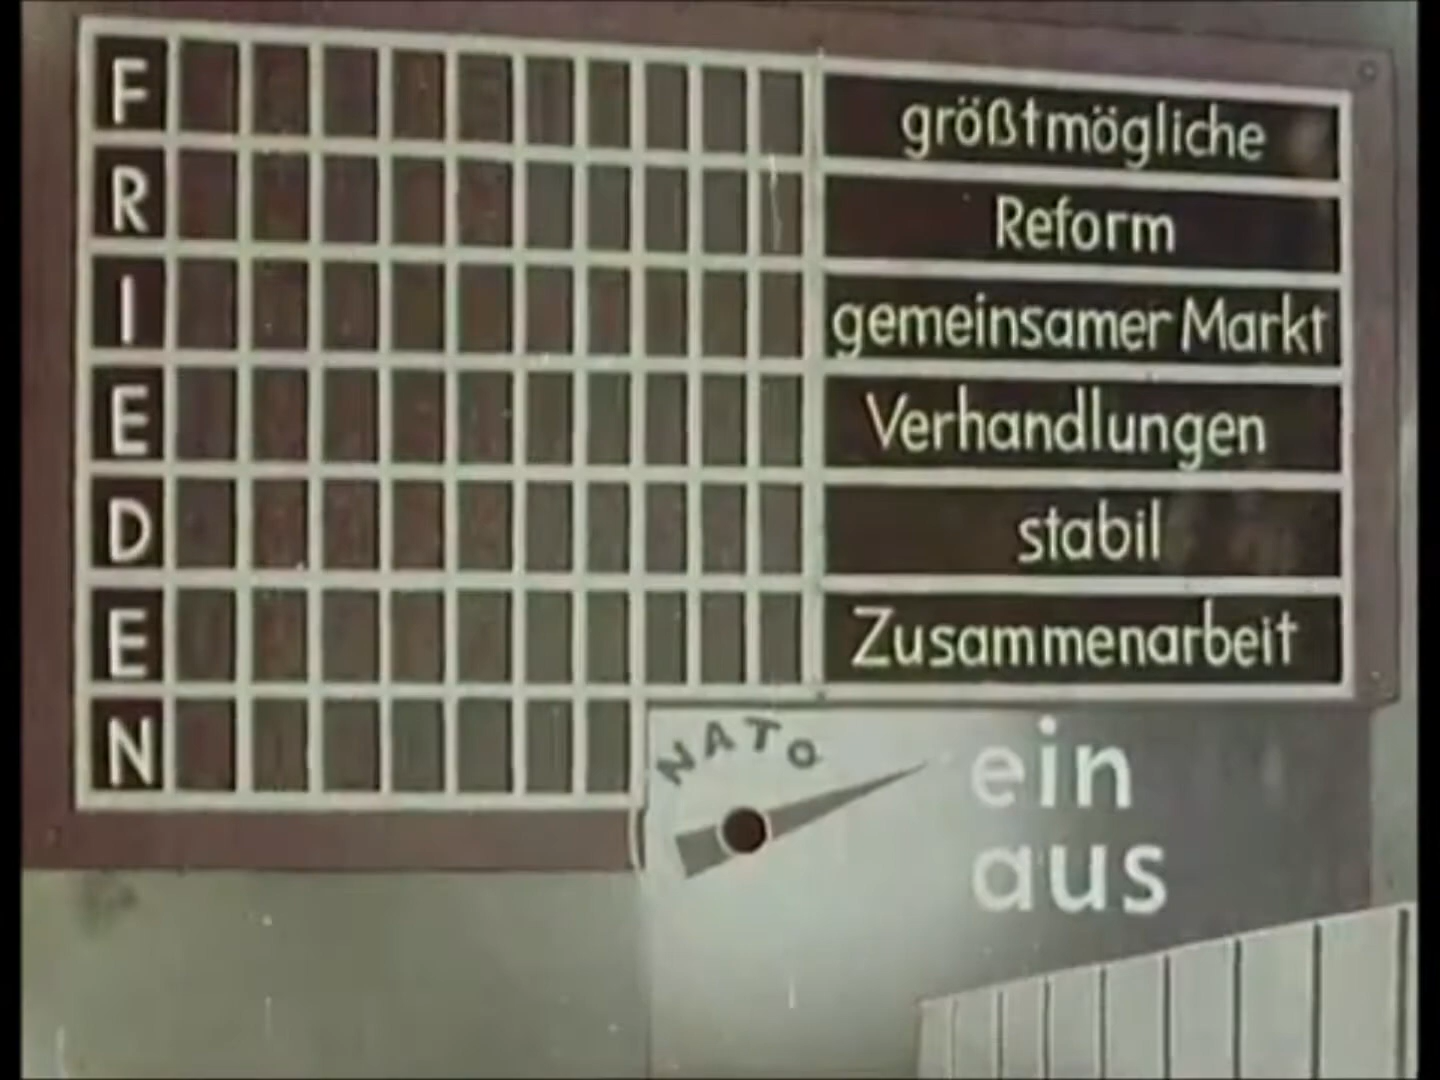 F größtmögliche
R Reform
I gemeinsamer Markt
E Verhandlungen
D stabil
E Zusammenarbeit
N
NATO
ein
aus